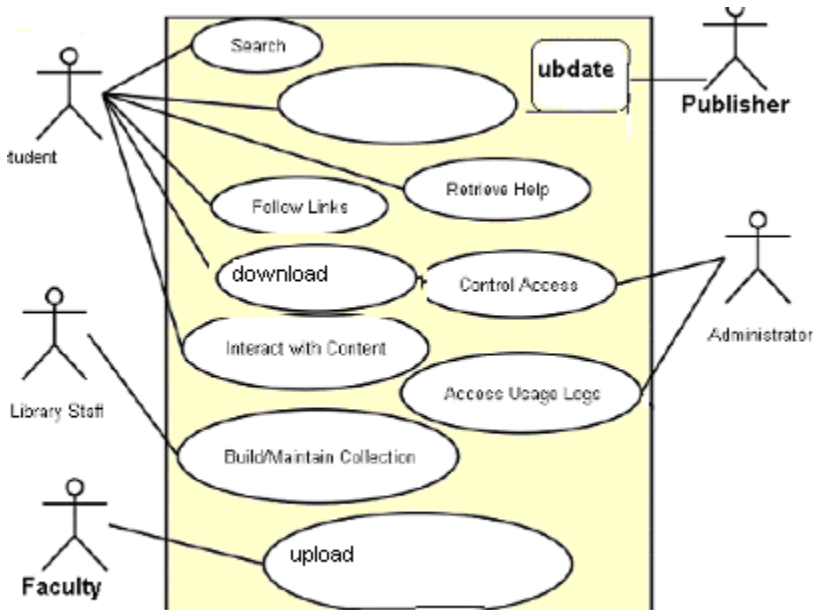 Search
ubdate
Publisher
tudent
Retrieve Help
Follow Links
download
Control Access
Administrator
Interact with Content
Access Usage Logs
Library Staff
Build/Maintain Collection
upload
Faculty